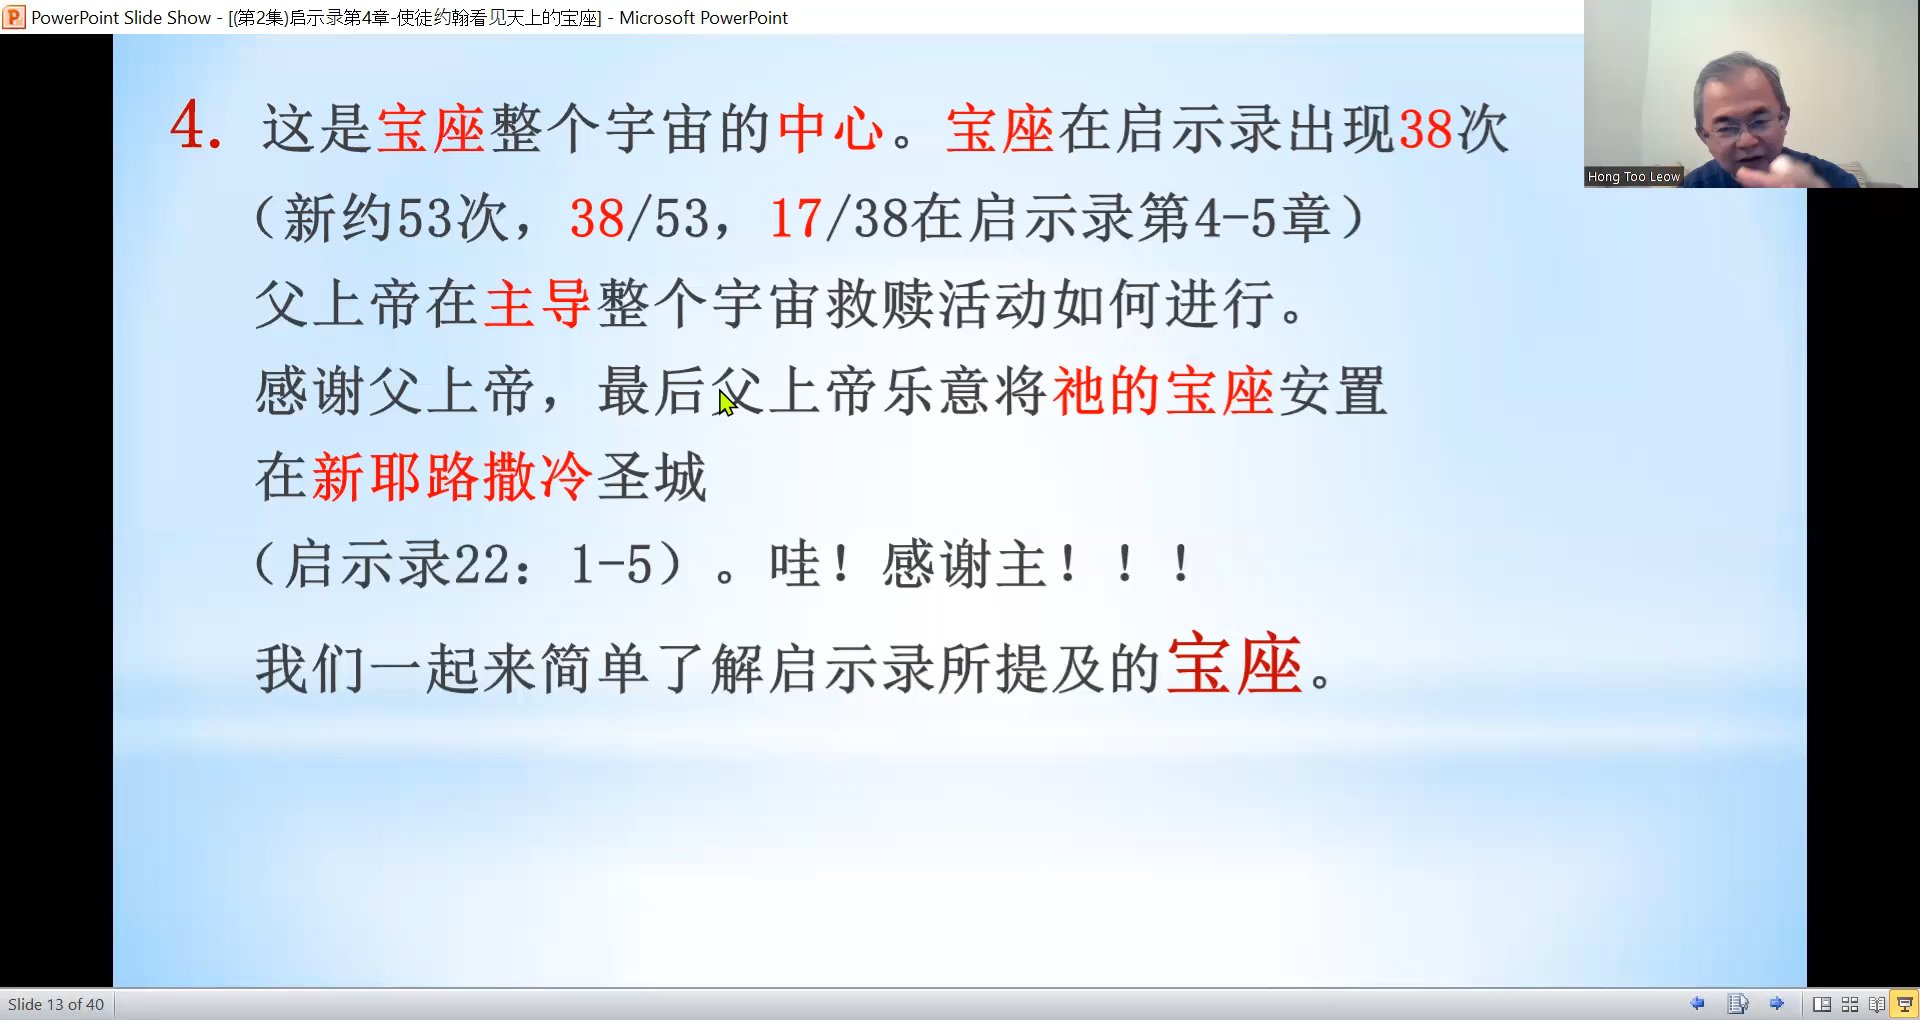 PowerPoint Slide Show - [(第2集)启示录第4章-使徒约翰看见天上的宝座] - Microsoft PowerPoint
Hong Too Leow
4. 这是宝座整个宇宙的中心。宝座在启示录出现38次
（新约53次，38/53，17/38在启示录第4-5章）
父上帝在主导整个宇宙救赎活动如何进行。
感谢父上帝，最后父上帝乐意将祂的宝座安置
在新耶路撒冷圣城
（启示录22：1-5）。哇！感谢主！！！
我们一起来简单了解启示录所提及的宝座。
Slide 13 of 40